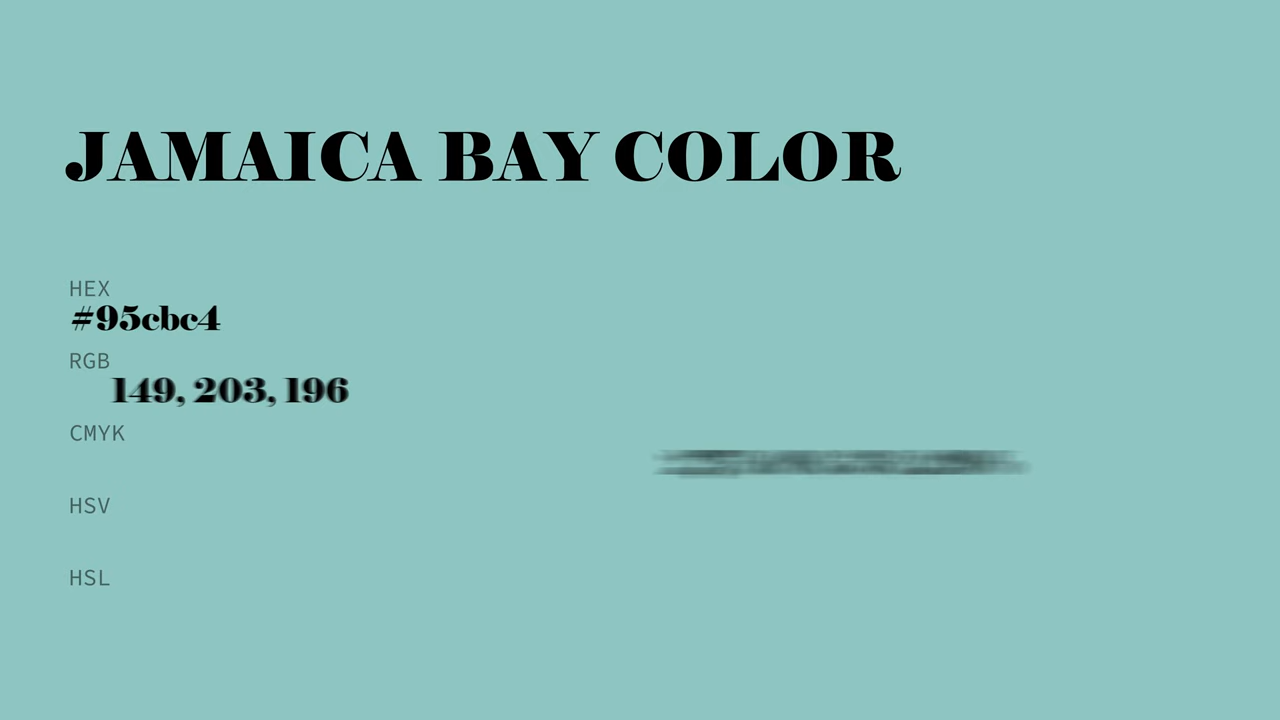 JAMAICA BAY COLOR
HEX
#95cbc4
RGB
149, 203, 196
CMYK
HSV
HSL